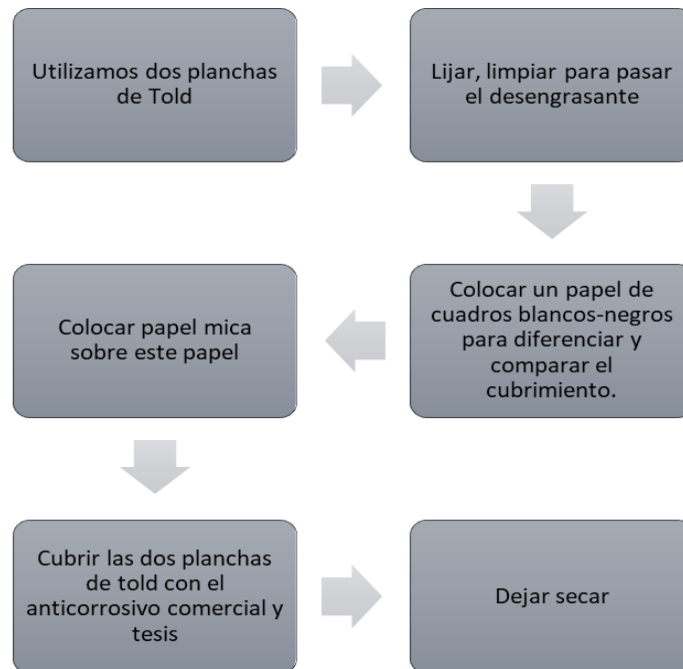 Utilizamos dos planchas
de Told
Lijar, limpiar para pasar
el desengrasante
Colocar un papel de
cuadros blancos-negros
para diferenciar y
comparar el
cubrimiento.
Colocar papel mica
sobre este papel
Cubrir las dos planchas
de told con el
anticorrosivo comercial y
tesis
Dejar secar